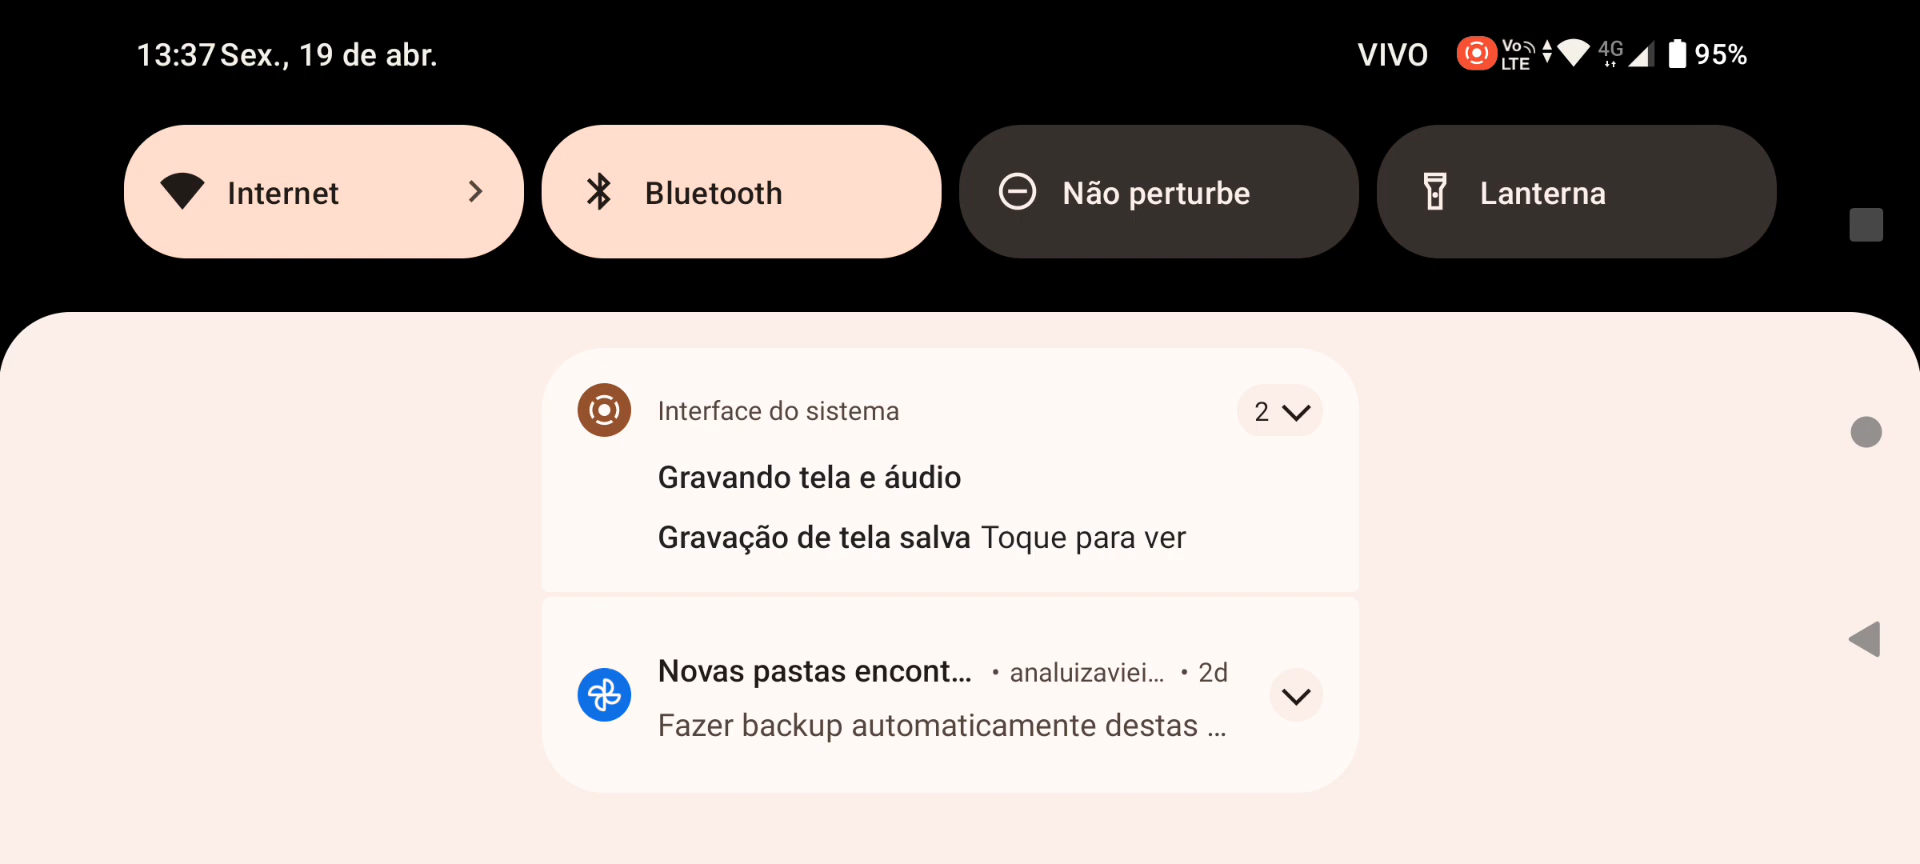 13:37 Sex., 19 de abr.
VIVO Vo LTE 4G 95%
Internet
Bluetooth
Não perturbe
Lanterna
Interface do sistema
2
Gravando tela e áudio
Gravação de tela salva Toque para ver
Novas pastas encont... • analuizaviei... • 2d
Fazer backup automaticamente destas ...